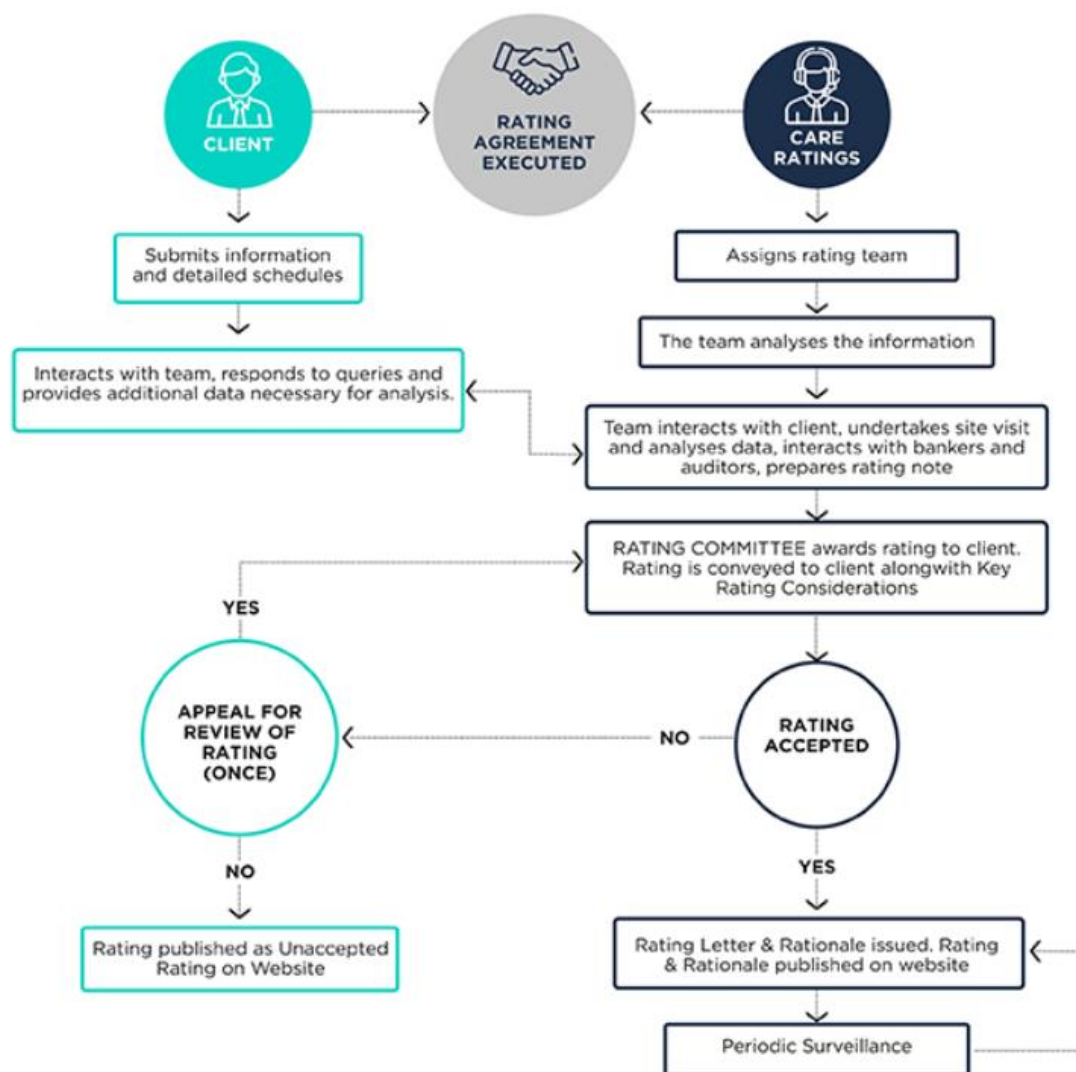 CLIENT
RATING
AGREEMENT
EXECUTED
CARE
RATINGS
Submits information
and detailed schedules
Assigns rating team
The team analyses the information
Interacts with team, responds to queries and
provides additional data necessary for analysis.
Team interacts with client, undertakes site visit
and analyses data, interacts with bankers and
auditors, prepares rating note
RATING COMMITTEE awards rating to client.
Rating is conveyed to client alongwith Key
Rating Considerations
YES
APPEAL FOR
REVIEW OF
RATING
(ONCE)
NO
RATING
ACCEPTED
NO
YES
Rating published as Unaccepted
Rating on Website
Rating Letter & Rationale issued. Rating
& Rationale published on website
Periodic Surveillance